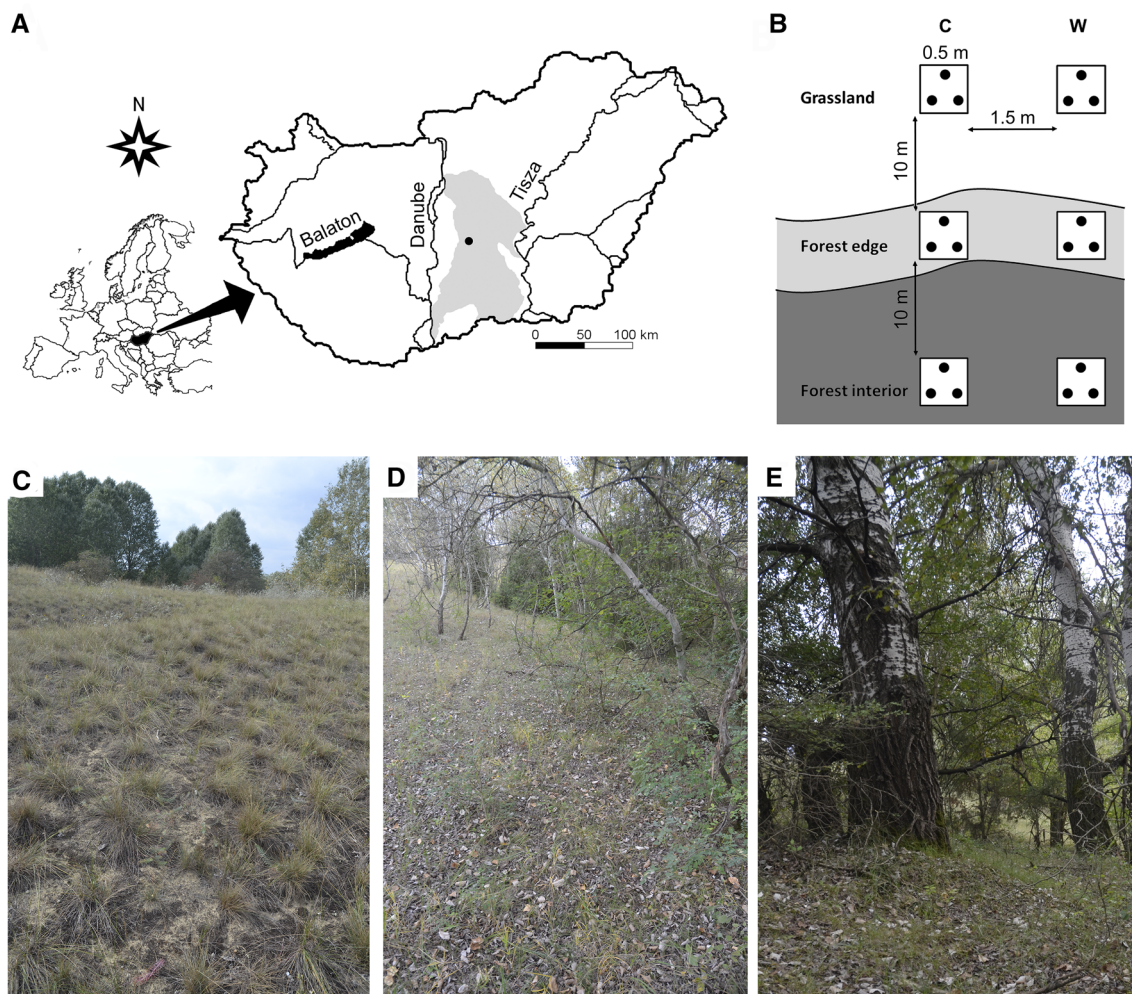 A
N
Balaton
Danube
Tisza
0 50 100 km
B
C W
0.5 m
Grassland
1.5 m
10 m
Forest edge
10 m
Forest interior
C
D
E